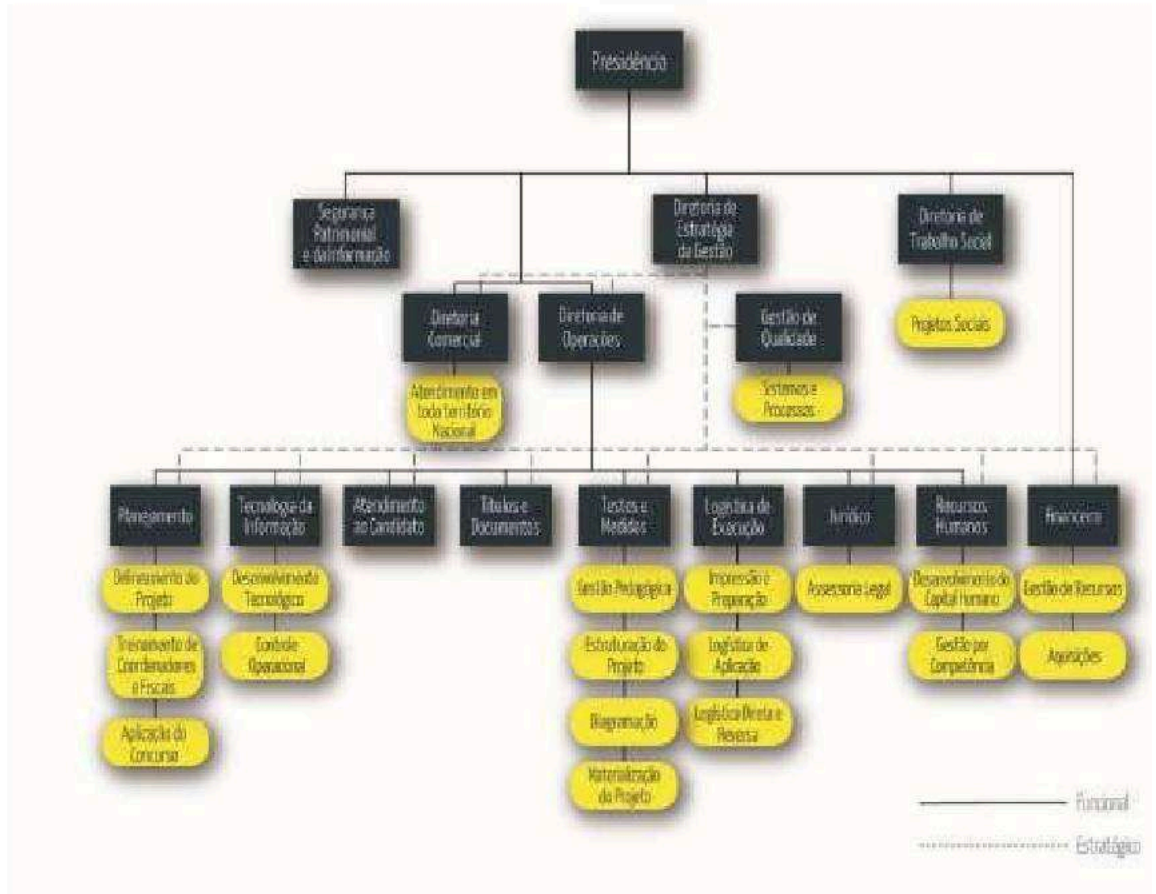 Presidência
Segurança
Patrimonial
e da Informação
Diretoria de
Estratégia
da Gestão
Diretoria de
Trabalho Social
Diretoria
Comercial
Diretoria de
Operações
Gestão de
Qualidade
Projetos Sociais
Atendimento em
todo território
Nacional
Sistemas e
Processos
Planejamento
Tecnologia da
Informação
Atendimento
ao Candidato
Títulos e
Documentos
Testes e
Medidas
Logística de
Execução
Jurídico
Recursos
Humanos
Financeiro
Delineamento do
Projeto
Desenvolvimento
Tecnológico
Gestão Pedagógica
Impressão e
Preparação
Assessoria Legal
Desenvolvimento do
Capital Humano
Gestão de Recursos
Treinamento de
Coordenadores
e Fiscais
Controle
Operacional
Estruturação do
Projeto
Logística de
Aplicação
Gestão por
Competência
Aquisições
Aplicação do
Concurso
Diagramação
Logística Direta e
Reversa
Materialização
do Projeto
Funcional
Estratégico